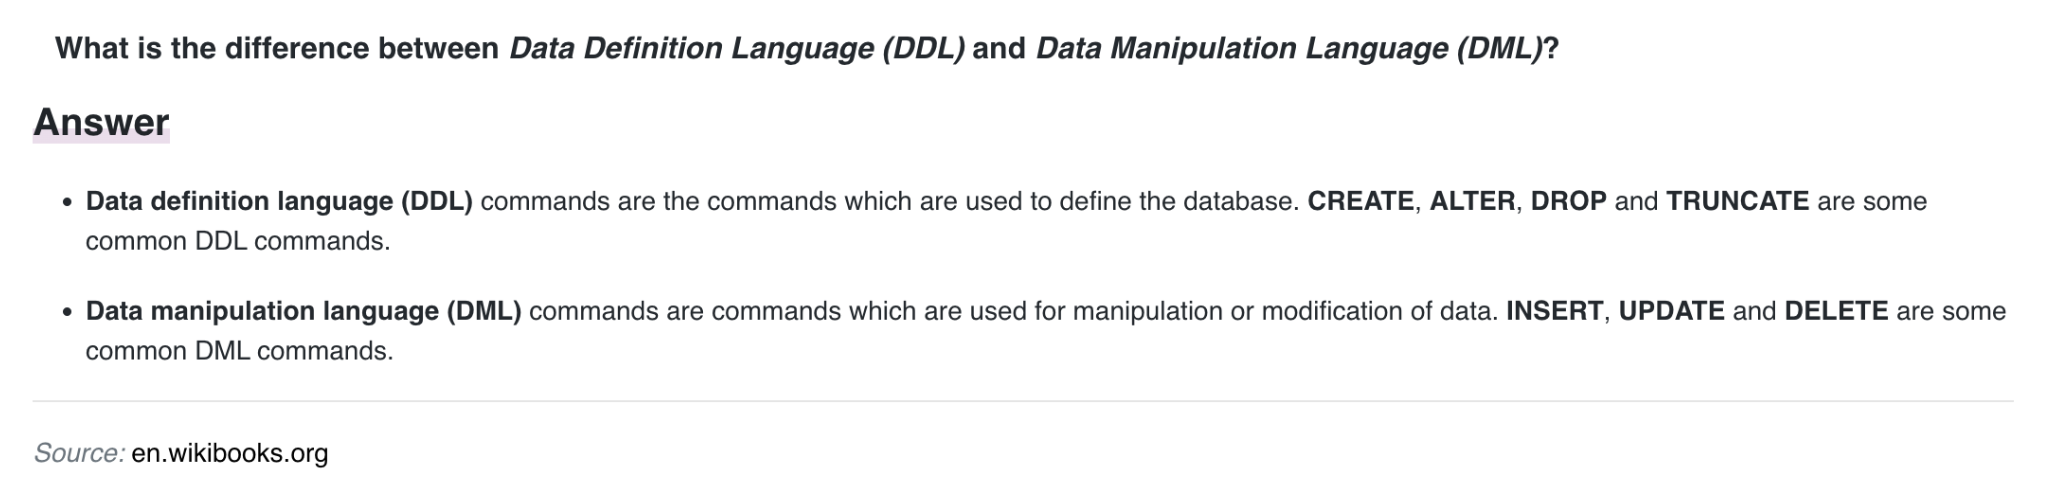 What is the difference between Data Definition Language (DDL) and Data Manipulation Language (DML)?
Answer
• Data definition language (DDL) commands are the commands which are used to define the database. CREATE, ALTER, DROP and TRUNCATE are some
common DDL commands.
• Data manipulation language (DML) commands are commands which are used for manipulation or modification of data. INSERT, UPDATE and DELETE are some
common DML commands.
Source: en.wikibooks.org